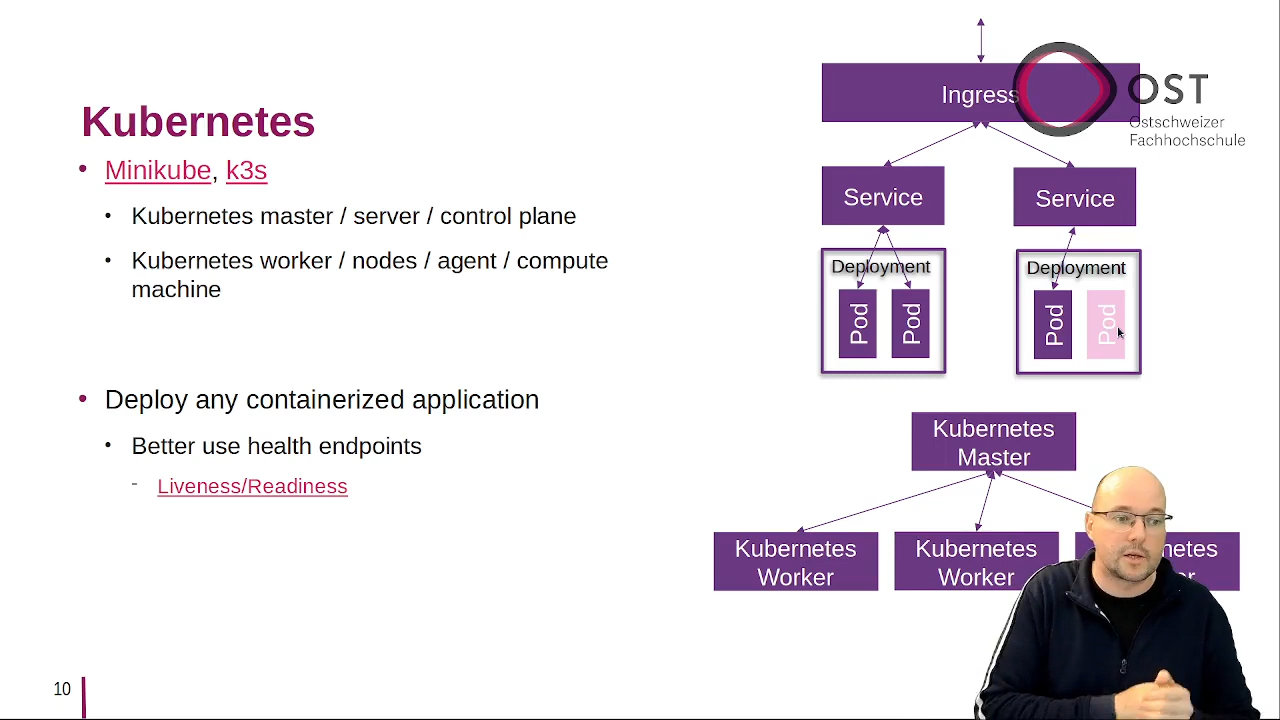 Kubernetes
• Minikube, k3s
• Kubernetes master / server / control plane
• Kubernetes worker / nodes / agent / compute
machine
• Deploy any containerized application
• Better use health endpoints
- Liveness/Readiness
Ingress
OST
Ostschweizer
Fachhochschule
Service
Service
Deployment
Pod
Pod
Deployment
Pod
Pod
Kubernetes
Master
Kubernetes
Worker
Kubernetes
Worker
netes
er
10